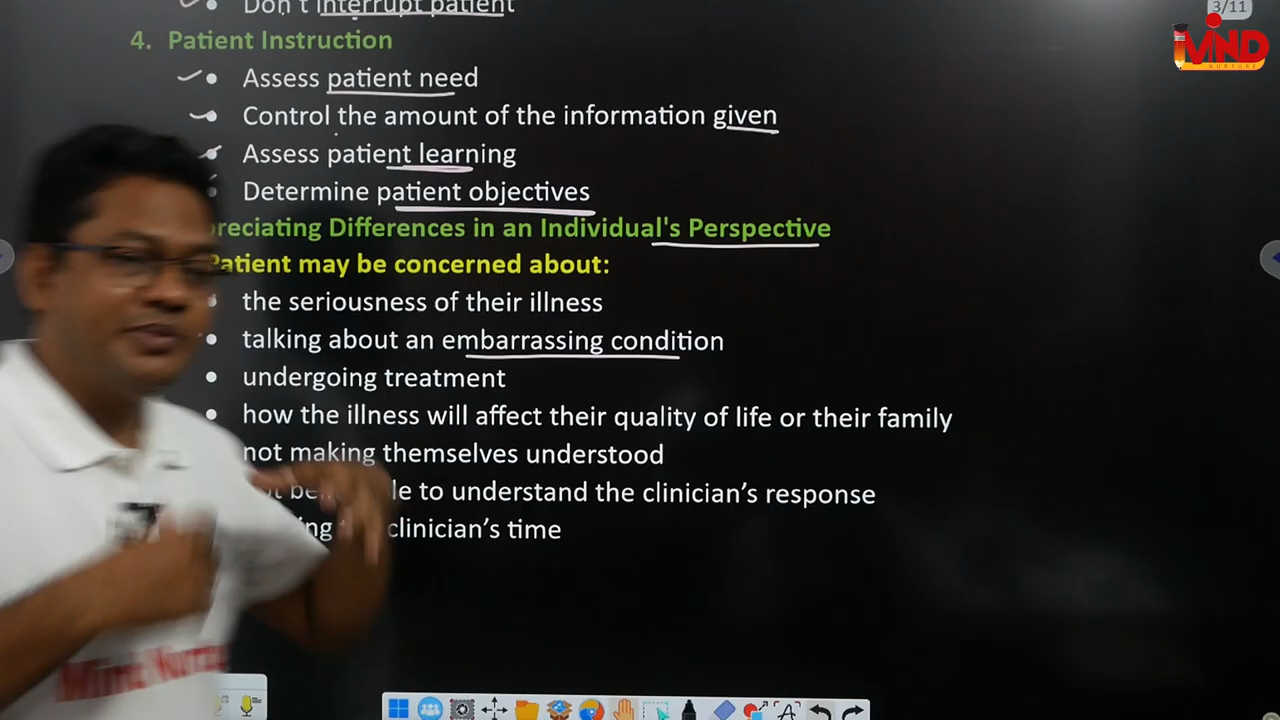 Don't interrupt patient
3/11
MIND
NURTURE
4. Patient Instruction
• Assess patient need
• Control the amount of the information given
• Assess patient learning
• Determine patient objectives
preciating Differences in an Individual's Perspective
Patient may be concerned about:
• the seriousness of their illness
• talking about an embarrassing condition
• undergoing treatment
• how the illness will affect their quality of life or their family
not making themselves understood
to understand the clinician's response
clinician's time